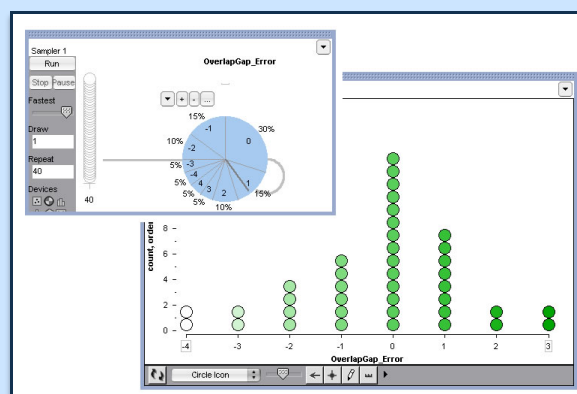 Sampler 1
Run
OverlapGap_Error
Stop Pause
Fastest
Draw
1
Repeat
40
Devices
40
▼ + - ...
15%
30%
10%
5%
5%
5%
5%
10%
15%
-1
0
-2
-3
-4
4
3
2
1
count, orde
8
6
4
2
0
-4 -3 -2 -1 0 1 2 3
OverlapGap_Error
Circle Icon